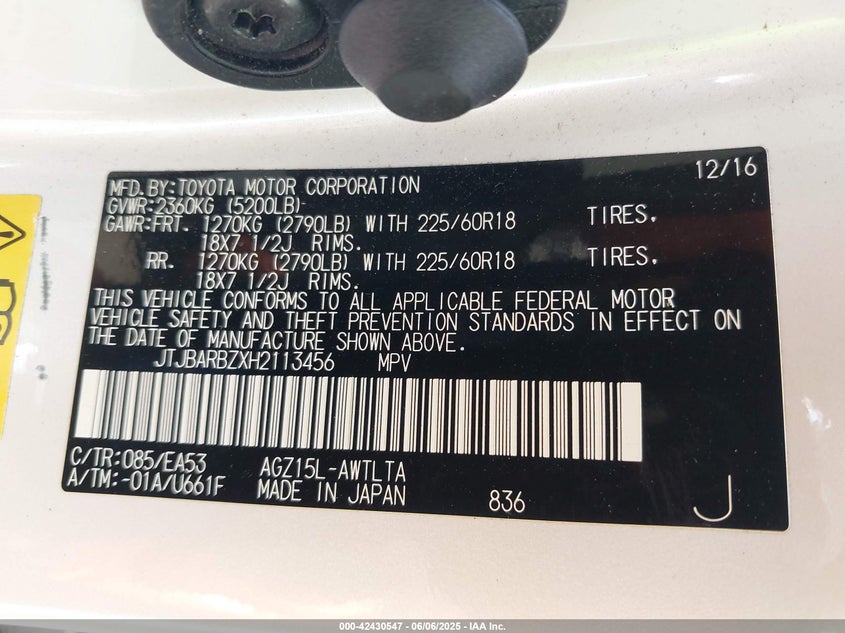 12/16
MFD.BY:TOYOTA MOTOR CORPORATION
GVWR:2360KG (5200LB)
GAWR:FRT. 1270KG (2790LB) WITH 225/60R18 TIRES.
18X7 1/2J RIMS.
RR. 1270KG (2790LB) WITH 225/60R18 TIRES.
18X7 1/2J RIMS.
THIS VEHICLE CONFORMS TO ALL APPLICABLE FEDERAL MOTOR
VEHICLE SAFETY AND THEFT PREVENTION STANDARDS IN EFFECT ON
THE DATE OF MANUFACTURE SHOWN ABOVE.
JTJBARBZXH2113456 MPV
C/TR:085/EA53 AGZ15L-AWTLTA
A/TM:-01A/U661F MADE IN JAPAN 836 J
000-42430547 - 06/06/2025 - IAA Inc.